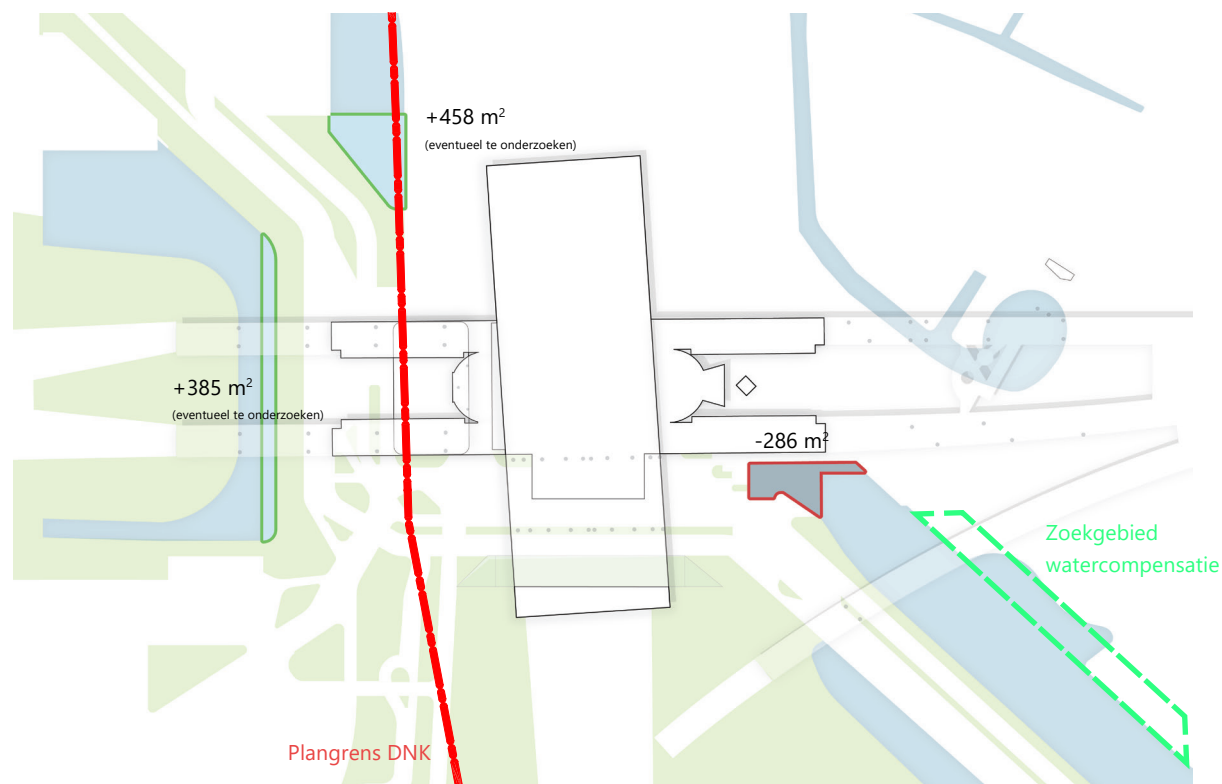 +458 m²
(eventueel te onderzoeken)
+385 m²
(eventueel te onderzoeken)
-286 m²
Zoekgebied
watercompensatie
Plangrens DNK